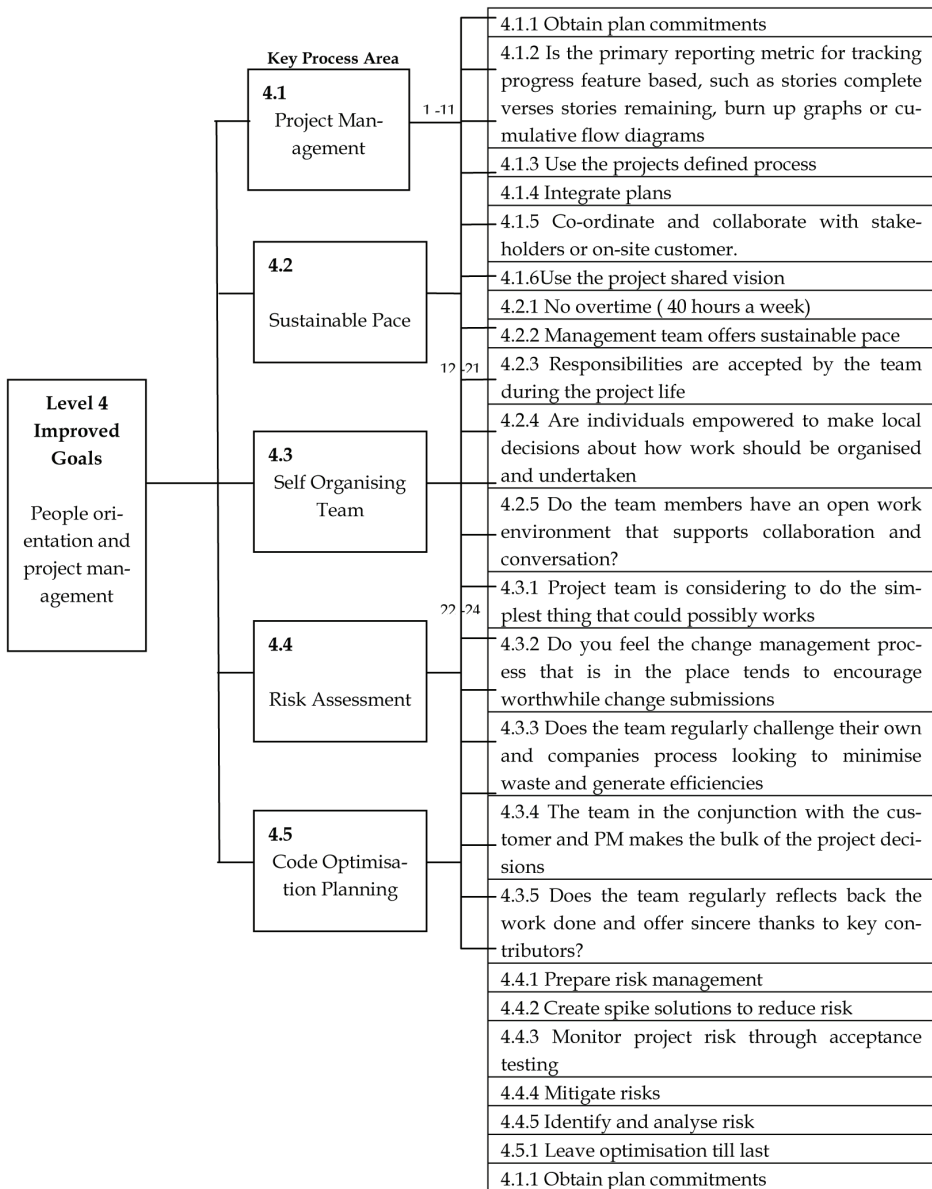 Level 4
Improved
Goals
People ori-
entation and
project man-
agement
Key Process Area
4.1
Project Man-
agement
4.2
Sustainable Pace
4.3
Self Organising
Team
4.4
Risk Assessment
4.5
Code Optimisa-
tion Planning
1 -11
12 -21
22 -24
4.1.1 Obtain plan commitments
4.1.2 Is the primary reporting metric for tracking
progress feature based, such as stories complete
verses stories remaining, burn up graphs or cu-
mulative flow diagrams
4.1.3 Use the projects defined process
4.1.4 Integrate plans
4.1.5 Co-ordinate and collaborate with stake-
holders or on-site customer.
4.1.6Use the project shared vision
4.2.1 No overtime ( 40 hours a week)
4.2.2 Management team offers sustainable pace
4.2.3 Responsibilities are accepted by the team
during the project life
4.2.4 Are individuals empowered to make local
decisions about how work should be organised
and undertaken
4.2.5 Do the team members have an open work
environment that supports collaboration and
conversation?
4.3.1 Project team is considering to do the sim-
plest thing that could possibly works
4.3.2 Do you feel the change management proc-
ess that is in the place tends to encourage
worthwhile change submissions
4.3.3 Does the team regularly challenge their own
and companies process looking to minimise
waste and generate efficiencies
4.3.4 The team in the conjunction with the cus-
tomer and PM makes the bulk of the project deci-
sions
4.3.5 Does the team regularly reflects back the
work done and offer sincere thanks to key con-
tributors?
4.4.1 Prepare risk management
4.4.2 Create spike solutions to reduce risk
4.4.3 Monitor project risk through acceptance
testing
4.4.4 Mitigate risks
4.4.5 Identify and analyse risk
4.5.1 Leave optimisation till last
4.1.1 Obtain plan commitments